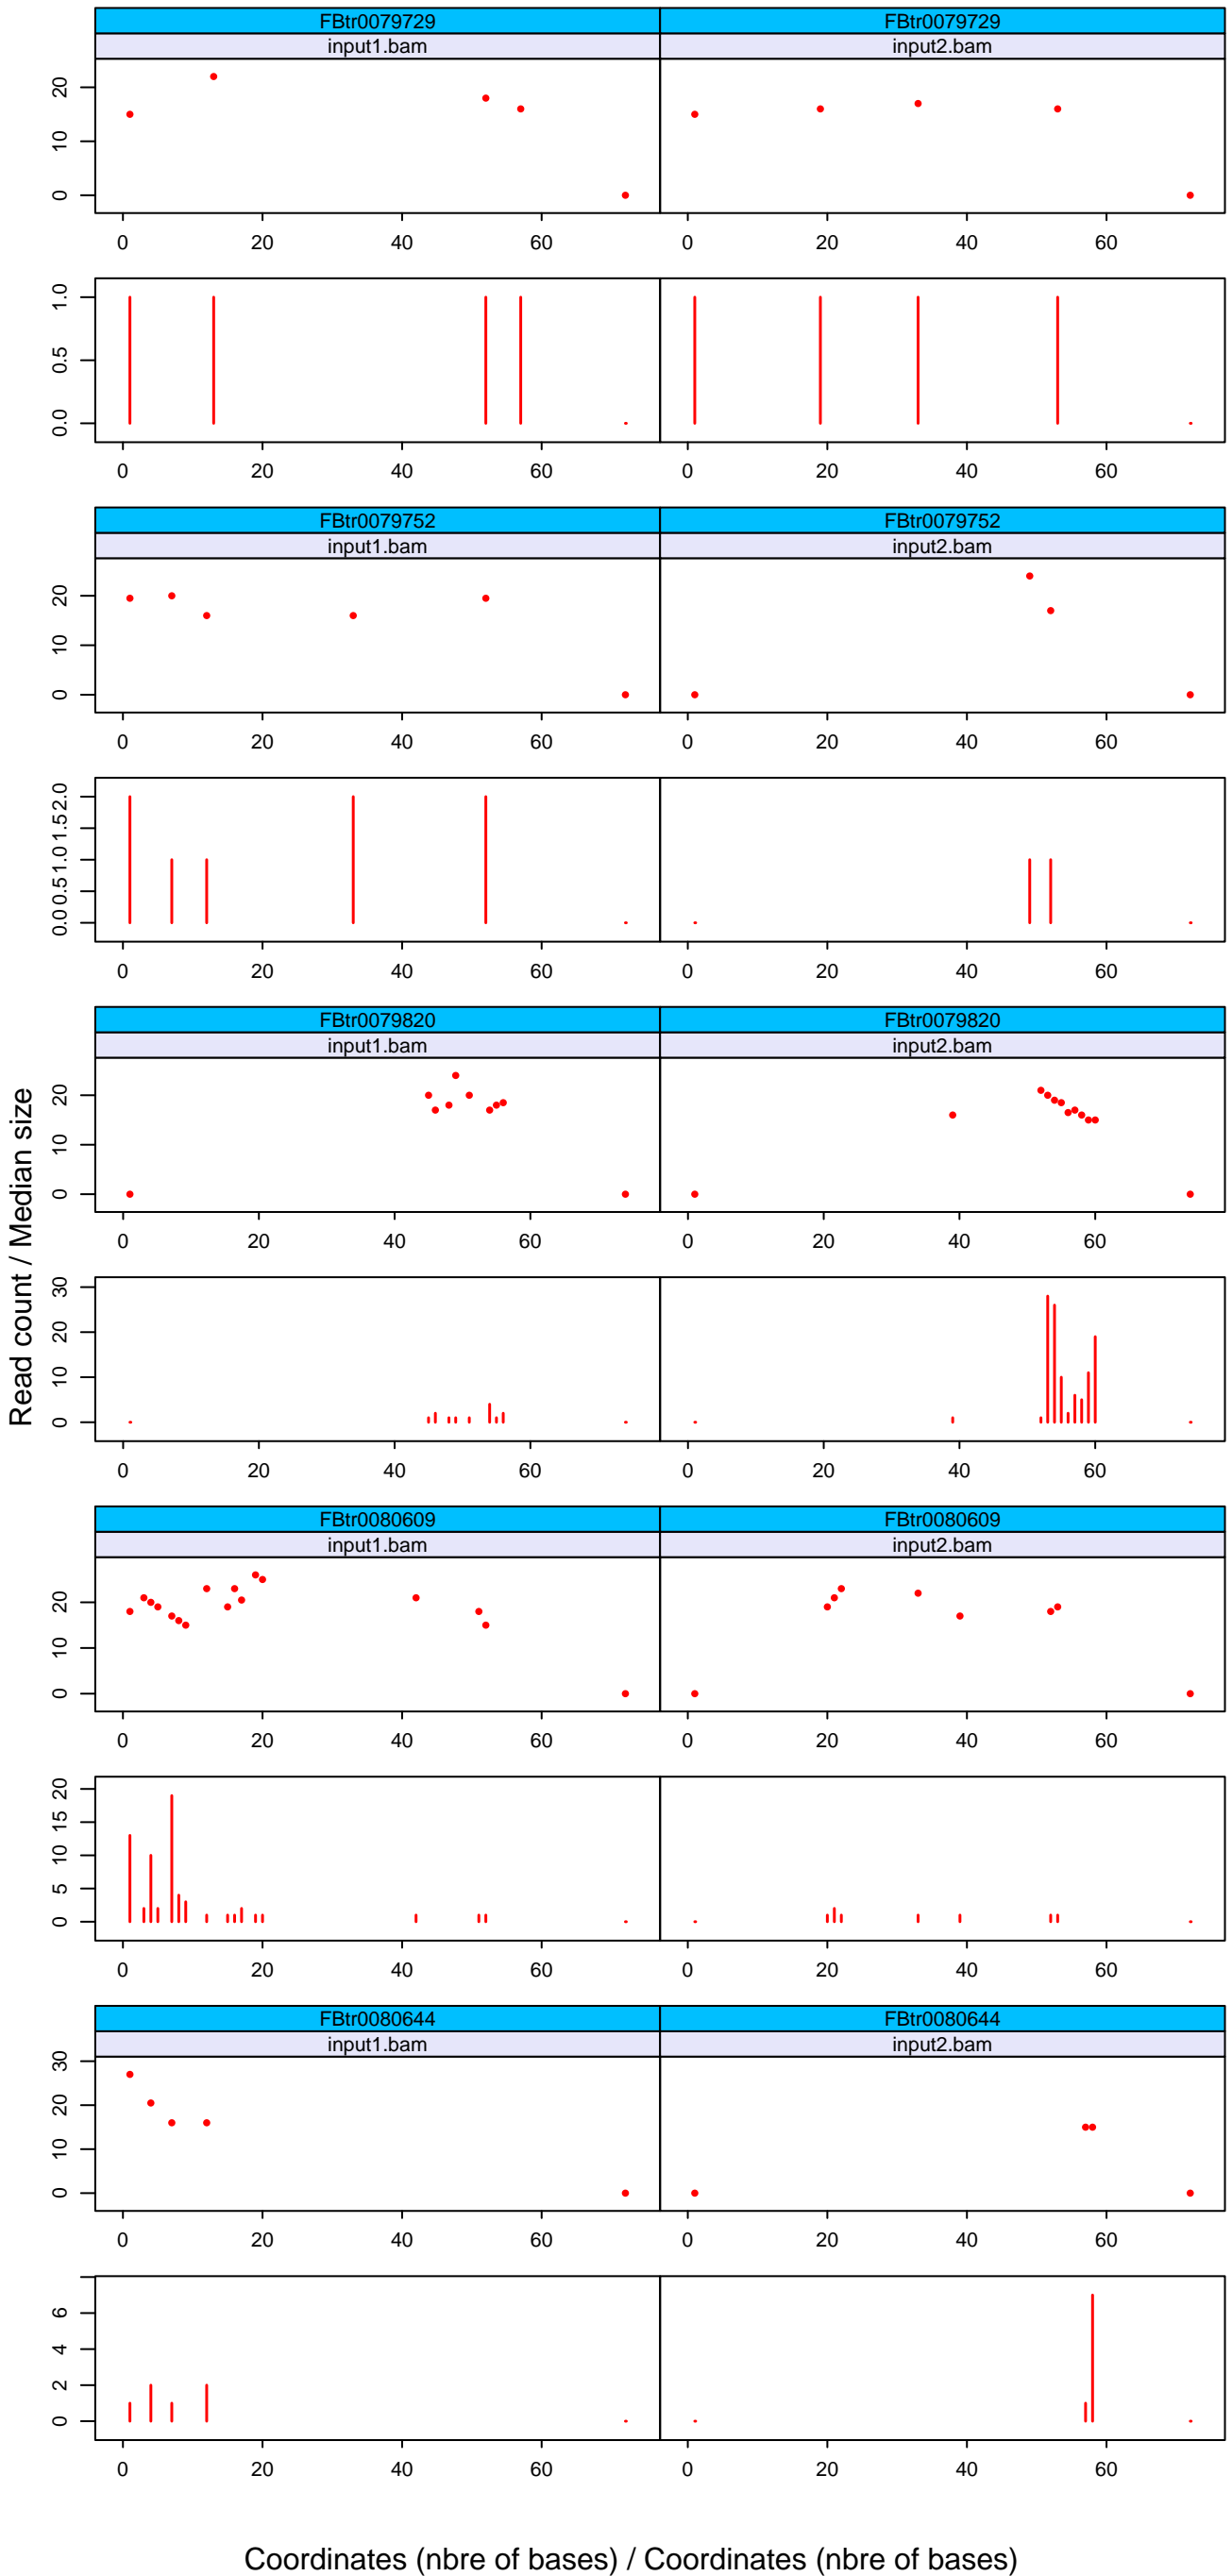 FBtr0079729 FBtr0079729
input1.bam input2.bam
20
10
0
0 20 40 60 0 20 40 60
1.0
0.5
0.0
0 20 40 60 0 20 40 60
FBtr0079752 FBtr0079752
input1.bam input2.bam
20
10
0
0 20 40 60 0 20 40 60
2.0
1.5
1.0
0.5
0.0
0 20 40 60 0 20 40 60
FBtr0079820 FBtr0079820
input1.bam input2.bam
20
10
0
0 20 40 60 0 20 40 60
Read count / Median size
30
20
10
0
0 20 40 60 0 20 40 60
FBtr0080609 FBtr0080609
input1.bam input2.bam
20
10
0
0 20 40 60 0 20 40 60
20
15
10
5
0
0 20 40 60 0 20 40 60
FBtr0080644 FBtr0080644
input1.bam input2.bam
30
20
10
0
0 20 40 60 0 20 40 60
6
4
2
0
0 20 40 60 0 20 40 60
Coordinates (nbre of bases) / Coordinates (nbre of bases)